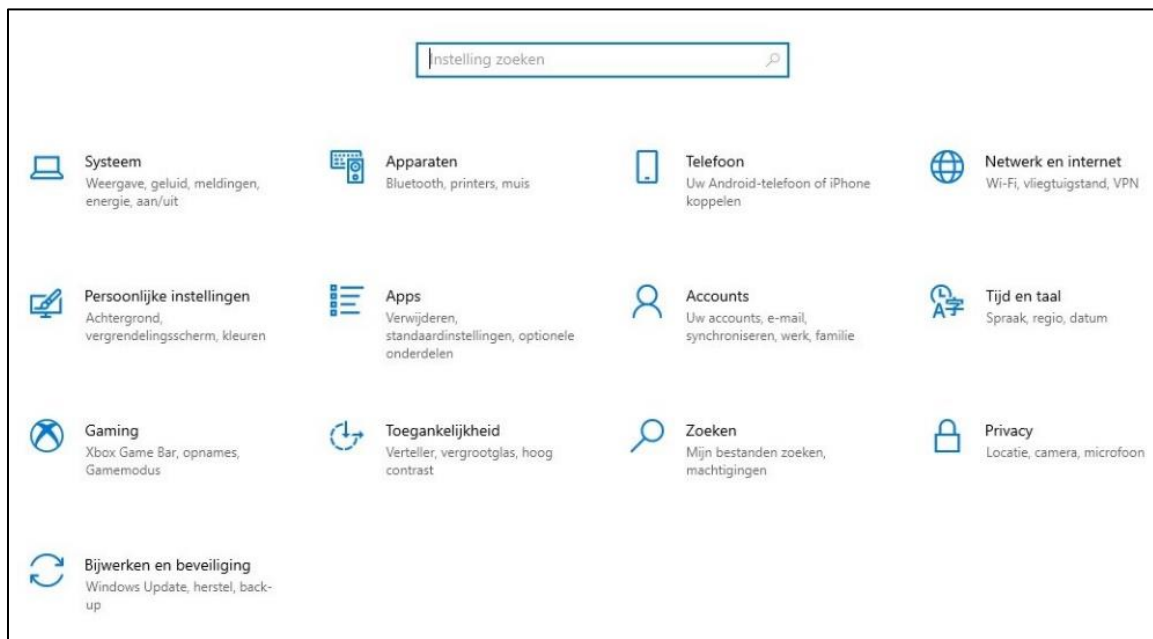 Instelling zoeken
Systeem
Weergave, geluid, meldingen,
energie, aan/uit
Apparaten
Bluetooth, printers, muis
Telefoon
Uw Android-telefoon of iPhone
koppelen
Netwerk en internet
Wi-Fi, vliegtuigstand, VPN
Persoonlijke instellingen
Achtergrond,
vergrendelingsscherm, kleuren
Apps
Verwijderen,
standaardinstellingen, optionele
onderdelen
Accounts
Uw accounts, e-mail,
synchroniseren, werk, familie
Tijd en taal
Spraak, regio, datum
Gaming
Xbox Game Bar, opnames,
Gamemodus
Toegankelijkheid
Verteller, vergrootglas, hoog
contrast
Zoeken
Mijn bestanden zoeken,
machtigingen
Privacy
Locatie, camera, microfoon
Bijwerken en beveiliging
Windows Update, herstel, back-
up